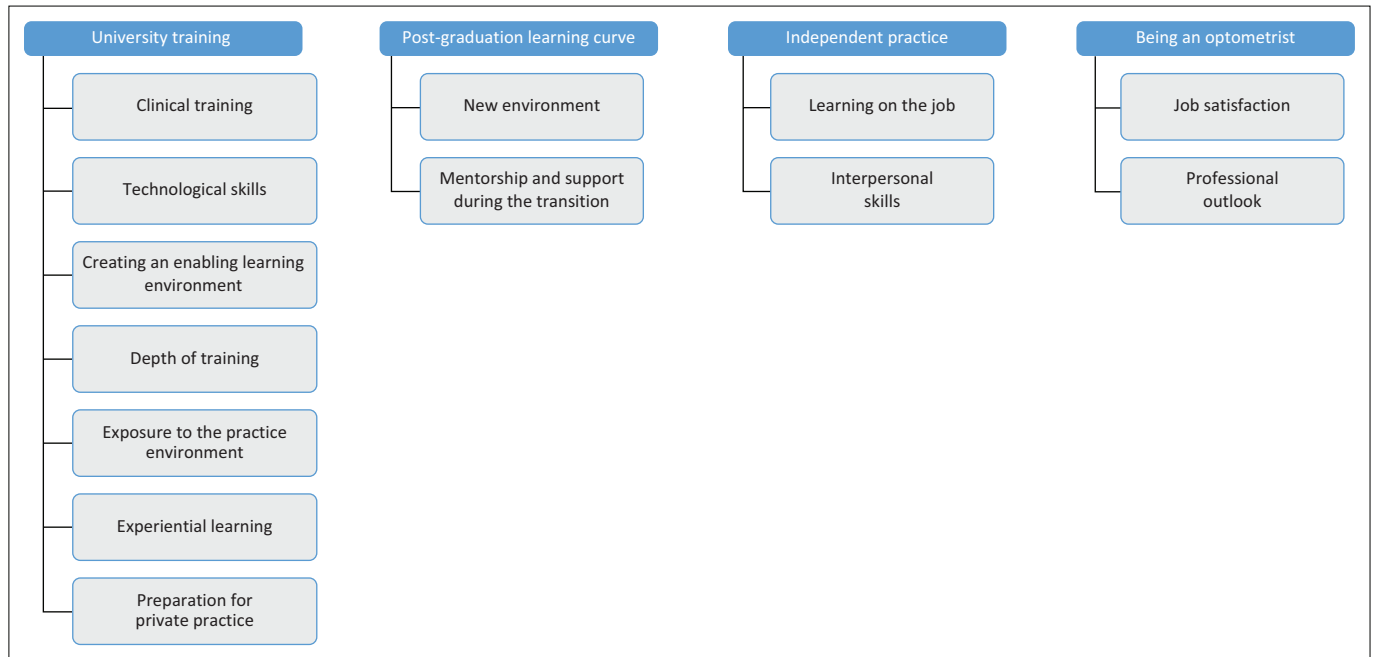 University training
Clinical training
Technological skills
Creating an enabling learning
environment
Depth of training
Exposure to the practice
environment
Experiential learning
Preparation for
private practice
Post-graduation learning curve
New environment
Mentorship and support
during the transition
Independent practice
Learning on the job
Interpersonal
skills
Being an optometrist
Job satisfaction
Professional
outlook